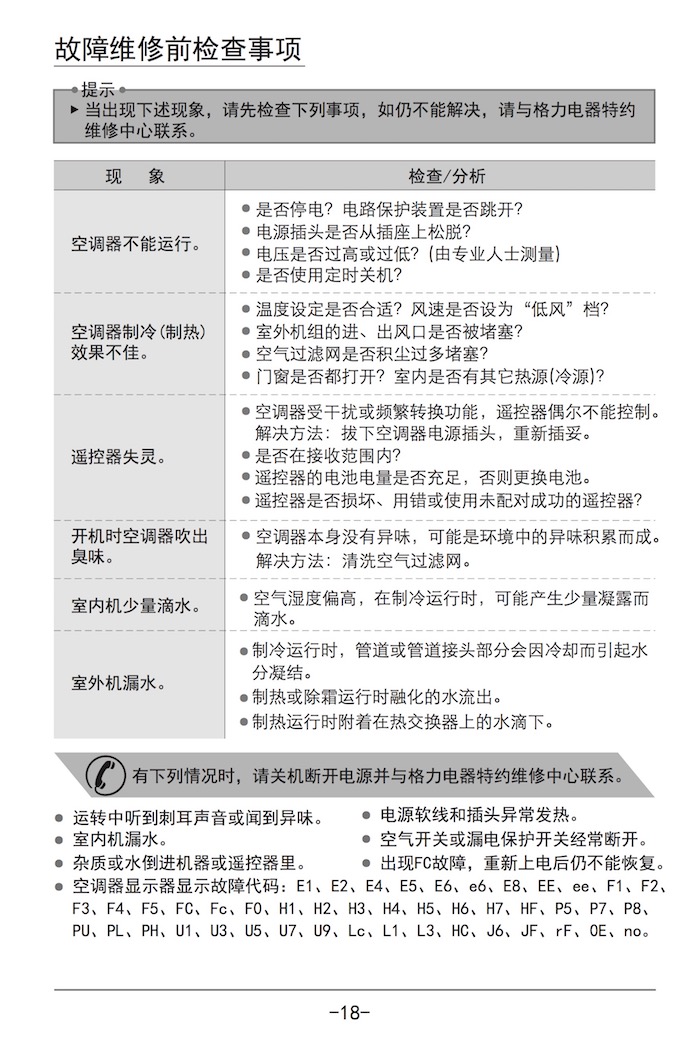 故障维修前检查事项
提示
▶ 当出现下述现象，请先检查下列事项，如仍不能解决，请与格力电器特约
维修中心联系。
现 象 检查/分析
空调器不能运行。
● 是否停电？电路保护装置是否跳开？
● 电源插头是否从插座上松脱？
● 电压是否过高或过低？(由专业人士测量)
● 是否使用定时关机？
空调器制冷(制热)
效果不佳。
● 温度设定是否合适？风速是否设为“低风”档？
● 室外机组的进、出风口是否被堵塞？
● 空气过滤网是否积尘过多堵塞？
● 门窗是否都打开？室内是否有其它热源(冷源)？
遥控器失灵。
● 空调器受干扰或频繁转换功能，遥控器偶尔不能控制。
解决方法：拔下空调器电源插头，重新插妥。
● 是否在接收范围内？
● 遥控器的电池电量是否充足，否则更换电池。
● 遥控器是否损坏、用错或使用未配对成功的遥控器？
开机时空调器吹出
臭味。
● 空调器本身没有异味，可能是环境中的异味积累而成。
解决方法：清洗空气过滤网。
室内机少量滴水。
● 空气湿度偏高，在制冷运行时，可能产生少量凝露而
滴水。
室外机漏水。
● 制冷运行时，管道或管道接头部分会因冷却而引起水
分凝结。
● 制热或除霜运行时融化的水流出。
● 制热运行时附着在热交换器上的水滴下。
有下列情况时，请关机断开电源并与格力电器特约维修中心联系。
● 运转中听到刺耳声音或闻到异味。 ● 电源软线和插头异常发热。
● 室内机漏水。 ● 空气开关或漏电保护开关经常断开。
● 杂质或水倒进机器或遥控器里。 ● 出现FC故障，重新上电后仍不能恢复。
● 空调器显示器显示故障代码：E1、E2、E4、E5、E6、e6、E8、EE、ee、F1、F2、
F3、F4、F5、FC、Fc、F0、H1、H2、H3、H4、H5、H6、H7、HF、P5、P7、P8、
PU、PL、PH、U1、U3、U5、U7、U9、Lc、L1、L3、HC、J6、JF、rF、0E、no。
-18-